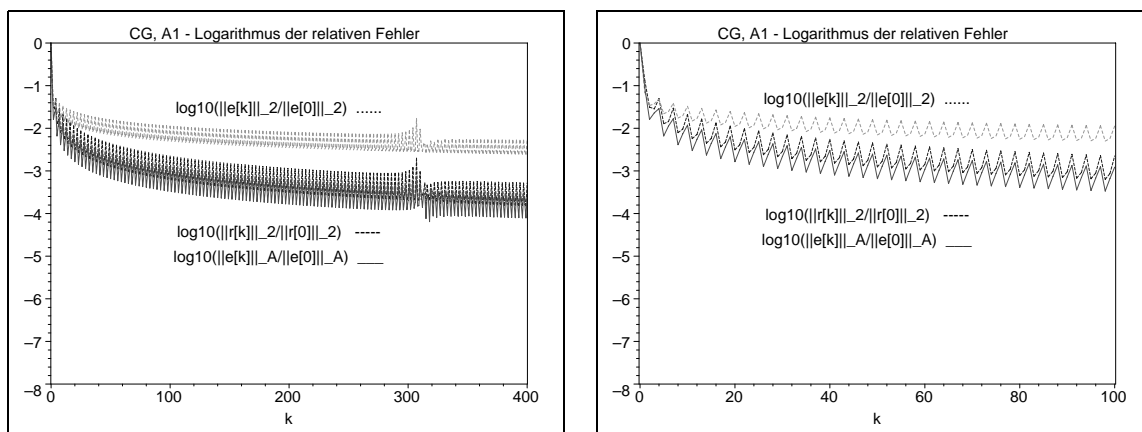 CG, A1 - Logarithmus der relativen Fehler
0
–1
–2
–3
–4
–5
–6
–7
–8
log10(||e[k]||_2/||e[0]||_2) ......
log10(||r[k]||_2/||r[0]||_2) -----
log10(||e[k]||_A/||e[0]||_A) ___
0 100 200 300 400
k
CG, A1 - Logarithmus der relativen Fehler
0
–1
–2
–3
–4
–5
–6
–7
–8
log10(||e[k]||_2/||e[0]||_2) ......
log10(||r[k]||_2/||r[0]||_2) -----
log10(||e[k]||_A/||e[0]||_A) ___
0 20 40 60 80 100
k